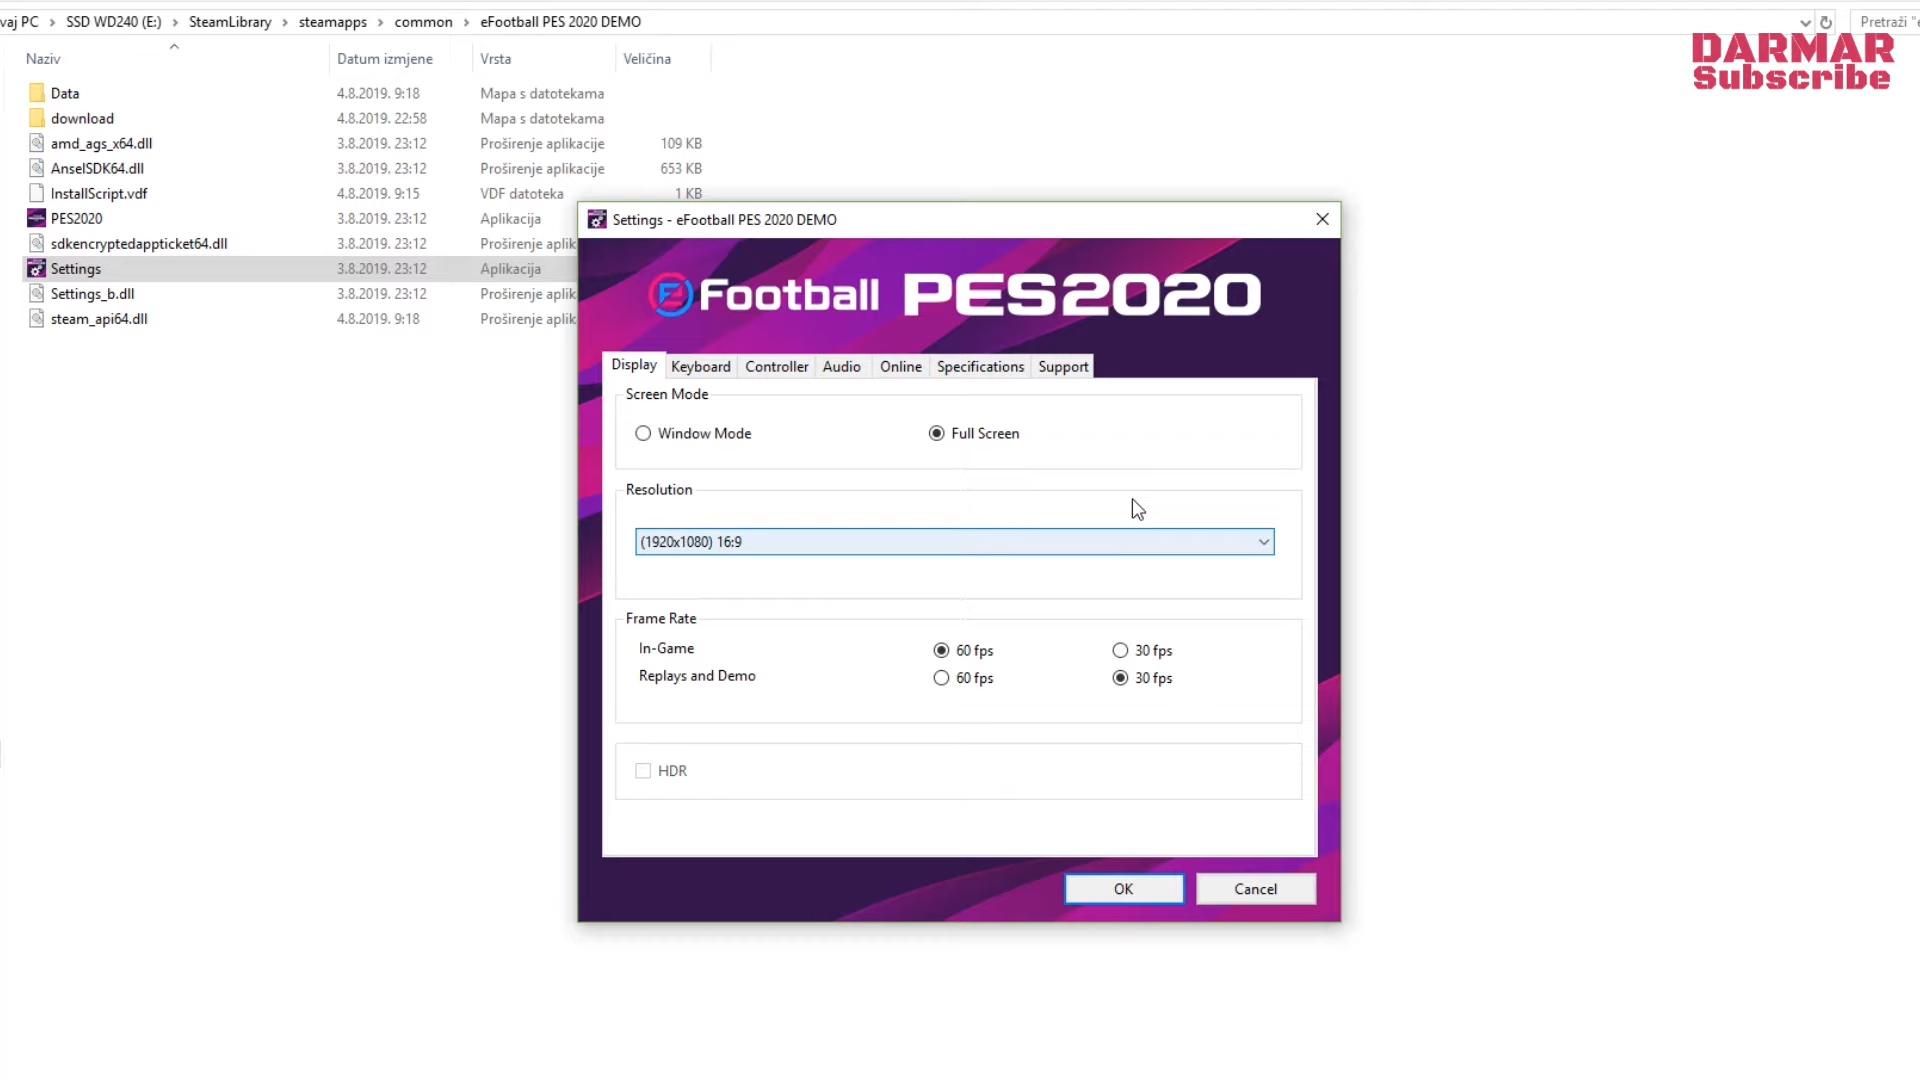 vaj PC > SSD WD240 (E:) > SteamLibrary > steamapps > common > eFootball PES 2020 DEMO
Pretraži "e
DARMAR
Subscribe
Naziv Datum izmjene Vrsta Veličina
Data 4.8.2019. 9:18 Mapa s datotekama
download 4.8.2019. 22:58 Mapa s datotekama
amd_ags_x64.dll 3.8.2019. 23:12 Proširenje aplikacije 109 KB
AnselSDK64.dll 3.8.2019. 23:12 Proširenje aplikacije 653 KB
InstallScript.vdf 4.8.2019. 9:15 VDF datoteka 1 KB
PES2020 3.8.2019. 23:12 Aplikacija
sdkencryptedappticket64.dll 3.8.2019. 23:12 Proširenje aplik
Settings 3.8.2019. 23:12 Aplikacija
Settings_b.dll 3.8.2019. 23:12 Proširenje aplik
steam_api64.dll 4.8.2019. 9:18 Proširenje aplik
Settings - eFootball PES 2020 DEMO
eFootball PES2020
Display Keyboard Controller Audio Online Specifications Support
Screen Mode
Window Mode Full Screen
Resolution
(1920x1080) 16:9
Frame Rate
In-Game 60 fps 30 fps
Replays and Demo 60 fps 30 fps
HDR
OK Cancel